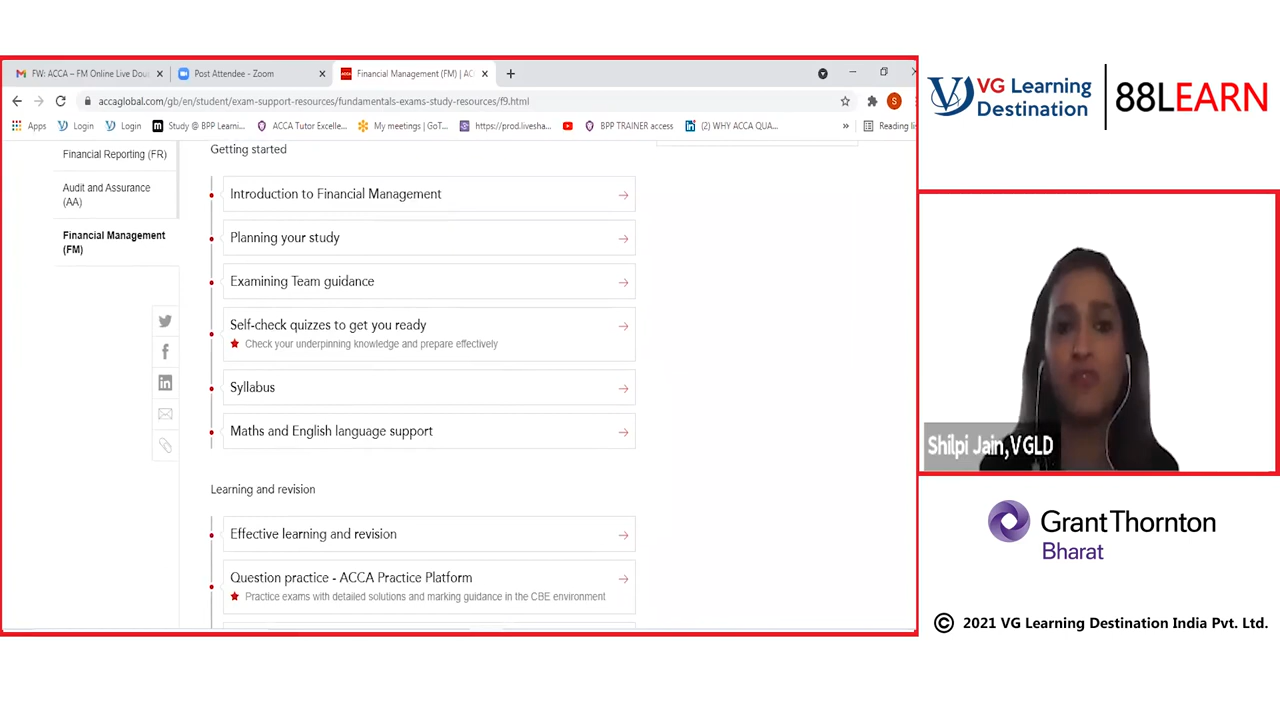 FW: ACCA – FM Online Live Dou
Post Attendee - Zoom
Financial Management (FM) | AC
accaglobal.com/gb/en/student/exam-support-resources/fundamentals-exams-study-resources/f9.html
S
Apps
Login
Login
Study @ BPP Learni...
ACCA Tutor Excelle...
My meetings | GoT...
https://prod.livesha...
BPP TRAINER access
(2) WHY ACCA QUA...
»
Reading lis
Financial Reporting (FR)
Audit and Assurance
(AA)
Financial Management
(FM)
Getting started
Introduction to Financial Management
Planning your study
Examining Team guidance
Self-check quizzes to get you ready
Check your underpinning knowledge and prepare effectively
Syllabus
Maths and English language support
Learning and revision
Effective learning and revision
Question practice - ACCA Practice Platform
Practice exams with detailed solutions and marking guidance in the CBE environment
VG Learning
Destination
88LEARN
Shilpi Jain,VGLD
Grant Thornton
Bharat
© 2021 VG Learning Destination India Pvt. Ltd.